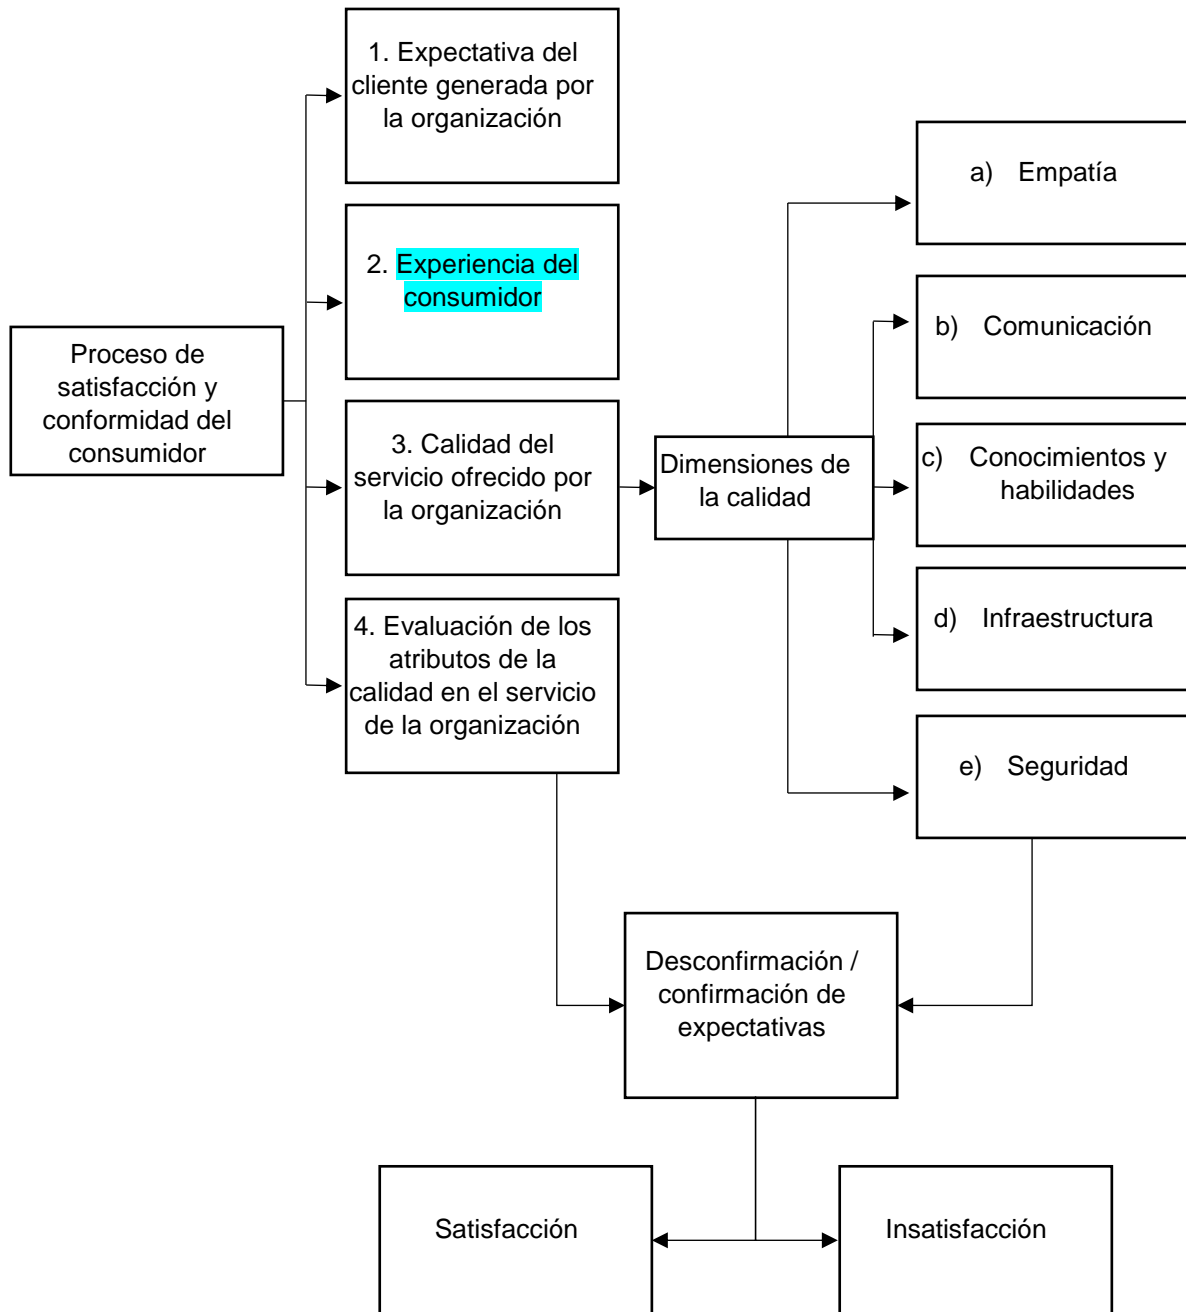 1. Expectativa del
cliente generada por
la organización
2. Experiencia del
consumidor
Proceso de
satisfacción y
conformidad del
consumidor
3. Calidad del
servicio ofrecido por
la organización
4. Evaluación de los
atributos de la
calidad en el servicio
de la organización
Dimensiones de
la calidad
a) Empatía
b) Comunicación
c) Conocimientos y
habilidades
d) Infraestructura
e) Seguridad
Desconfirmación /
confirmación de
expectativas
Satisfacción
Insatisfacción